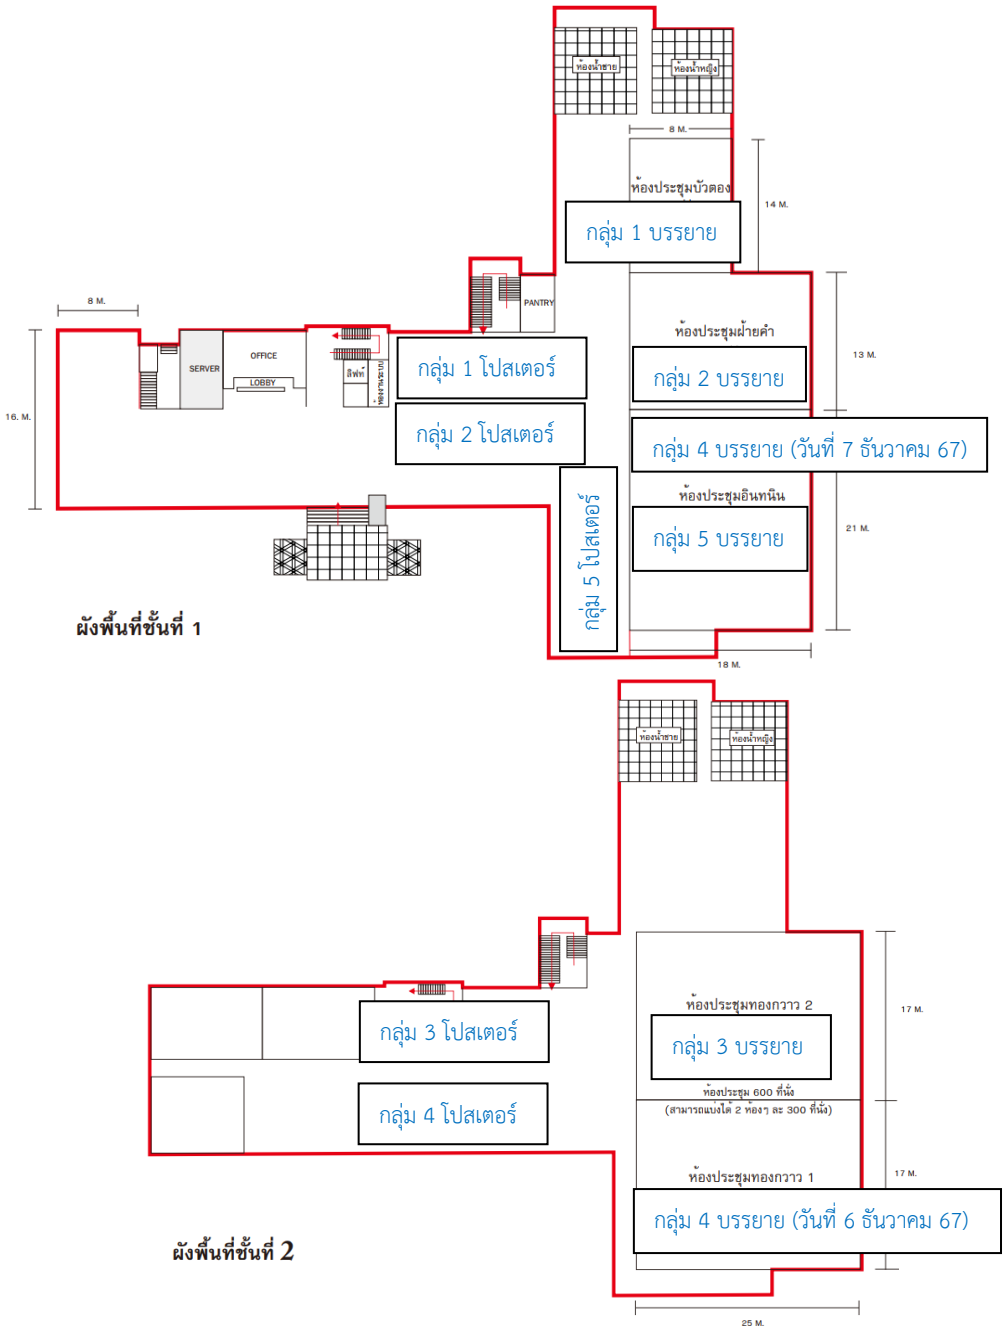 ห้องน้ำชาย
ห้องน้ำหญิง
8 M.
ห้องประชุมบัวตอง
14 M.
กลุ่ม 1 บรรยาย
8 M.
PANTRY
ห้องประชุมฝ้ายคำ
13 M.
OFFICE
SERVER
LOBBY
ลิฟท์
ห้องงานระบบ
กลุ่ม 1 โปสเตอร์
กลุ่ม 2 บรรยาย
16. M.
กลุ่ม 2 โปสเตอร์
กลุ่ม 4 บรรยาย (วันที่ 7 ธันวาคม 67)
ห้องประชุมอินทนิน
21 M.
กลุ่ม 5 โปสเตอร์
กลุ่ม 5 บรรยาย
ผังพื้นที่ชั้นที่ 1
18 M.
ห้องน้ำชาย
ห้องน้ำหญิง
ห้องประชุมทองกวาว 2
17 M.
กลุ่ม 3 โปสเตอร์
กลุ่ม 3 บรรยาย
ห้องประชุม 600 ที่นั่ง
(สามารถแบ่งได้ 2 ห้องๆ ละ 300 ที่นั่ง)
กลุ่ม 4 โปสเตอร์
ห้องประชุมทองกวาว 1
17 M.
กลุ่ม 4 บรรยาย (วันที่ 6 ธันวาคม 67)
ผังพื้นที่ชั้นที่ 2
25 M.